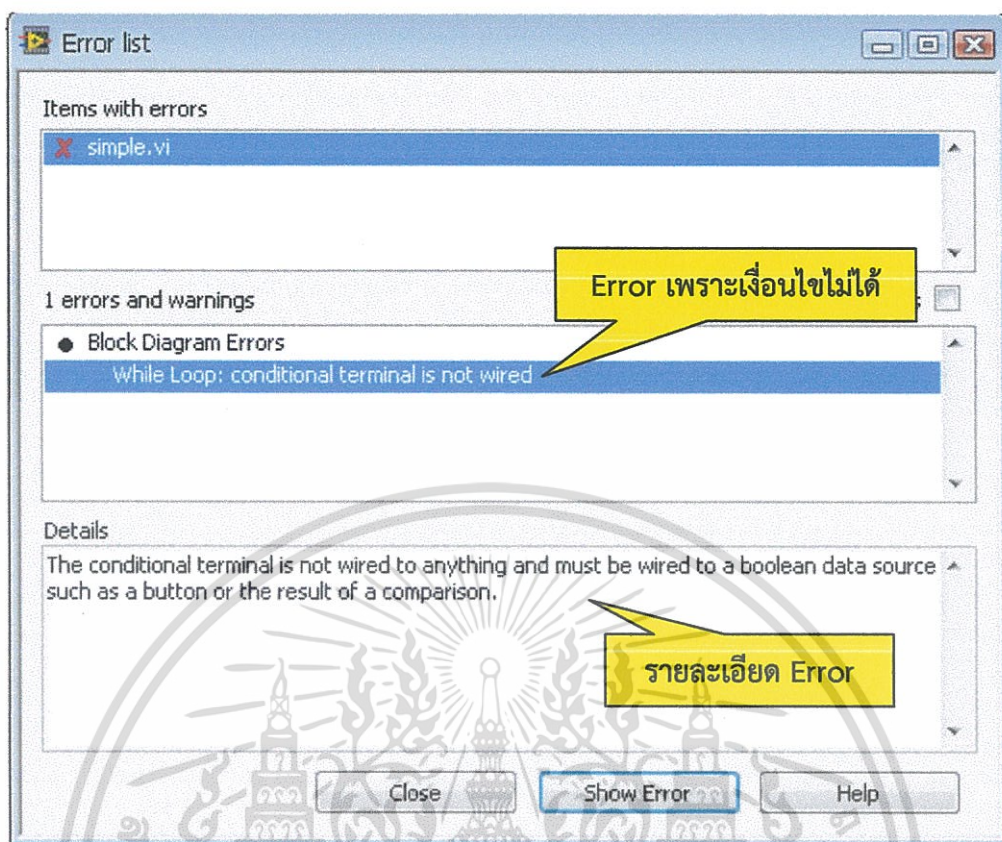 Error list
Items with errors
simple.vi
Error เพราะเงื่อนไขไม่ได้
1 errors and warnings
Block Diagram Errors
While Loop: conditional terminal is not wired
Details
The conditional terminal is not wired to anything and must be wired to a boolean data source
such as a button or the result of a comparison.
รายละเอียด Error
Close Show Error Help